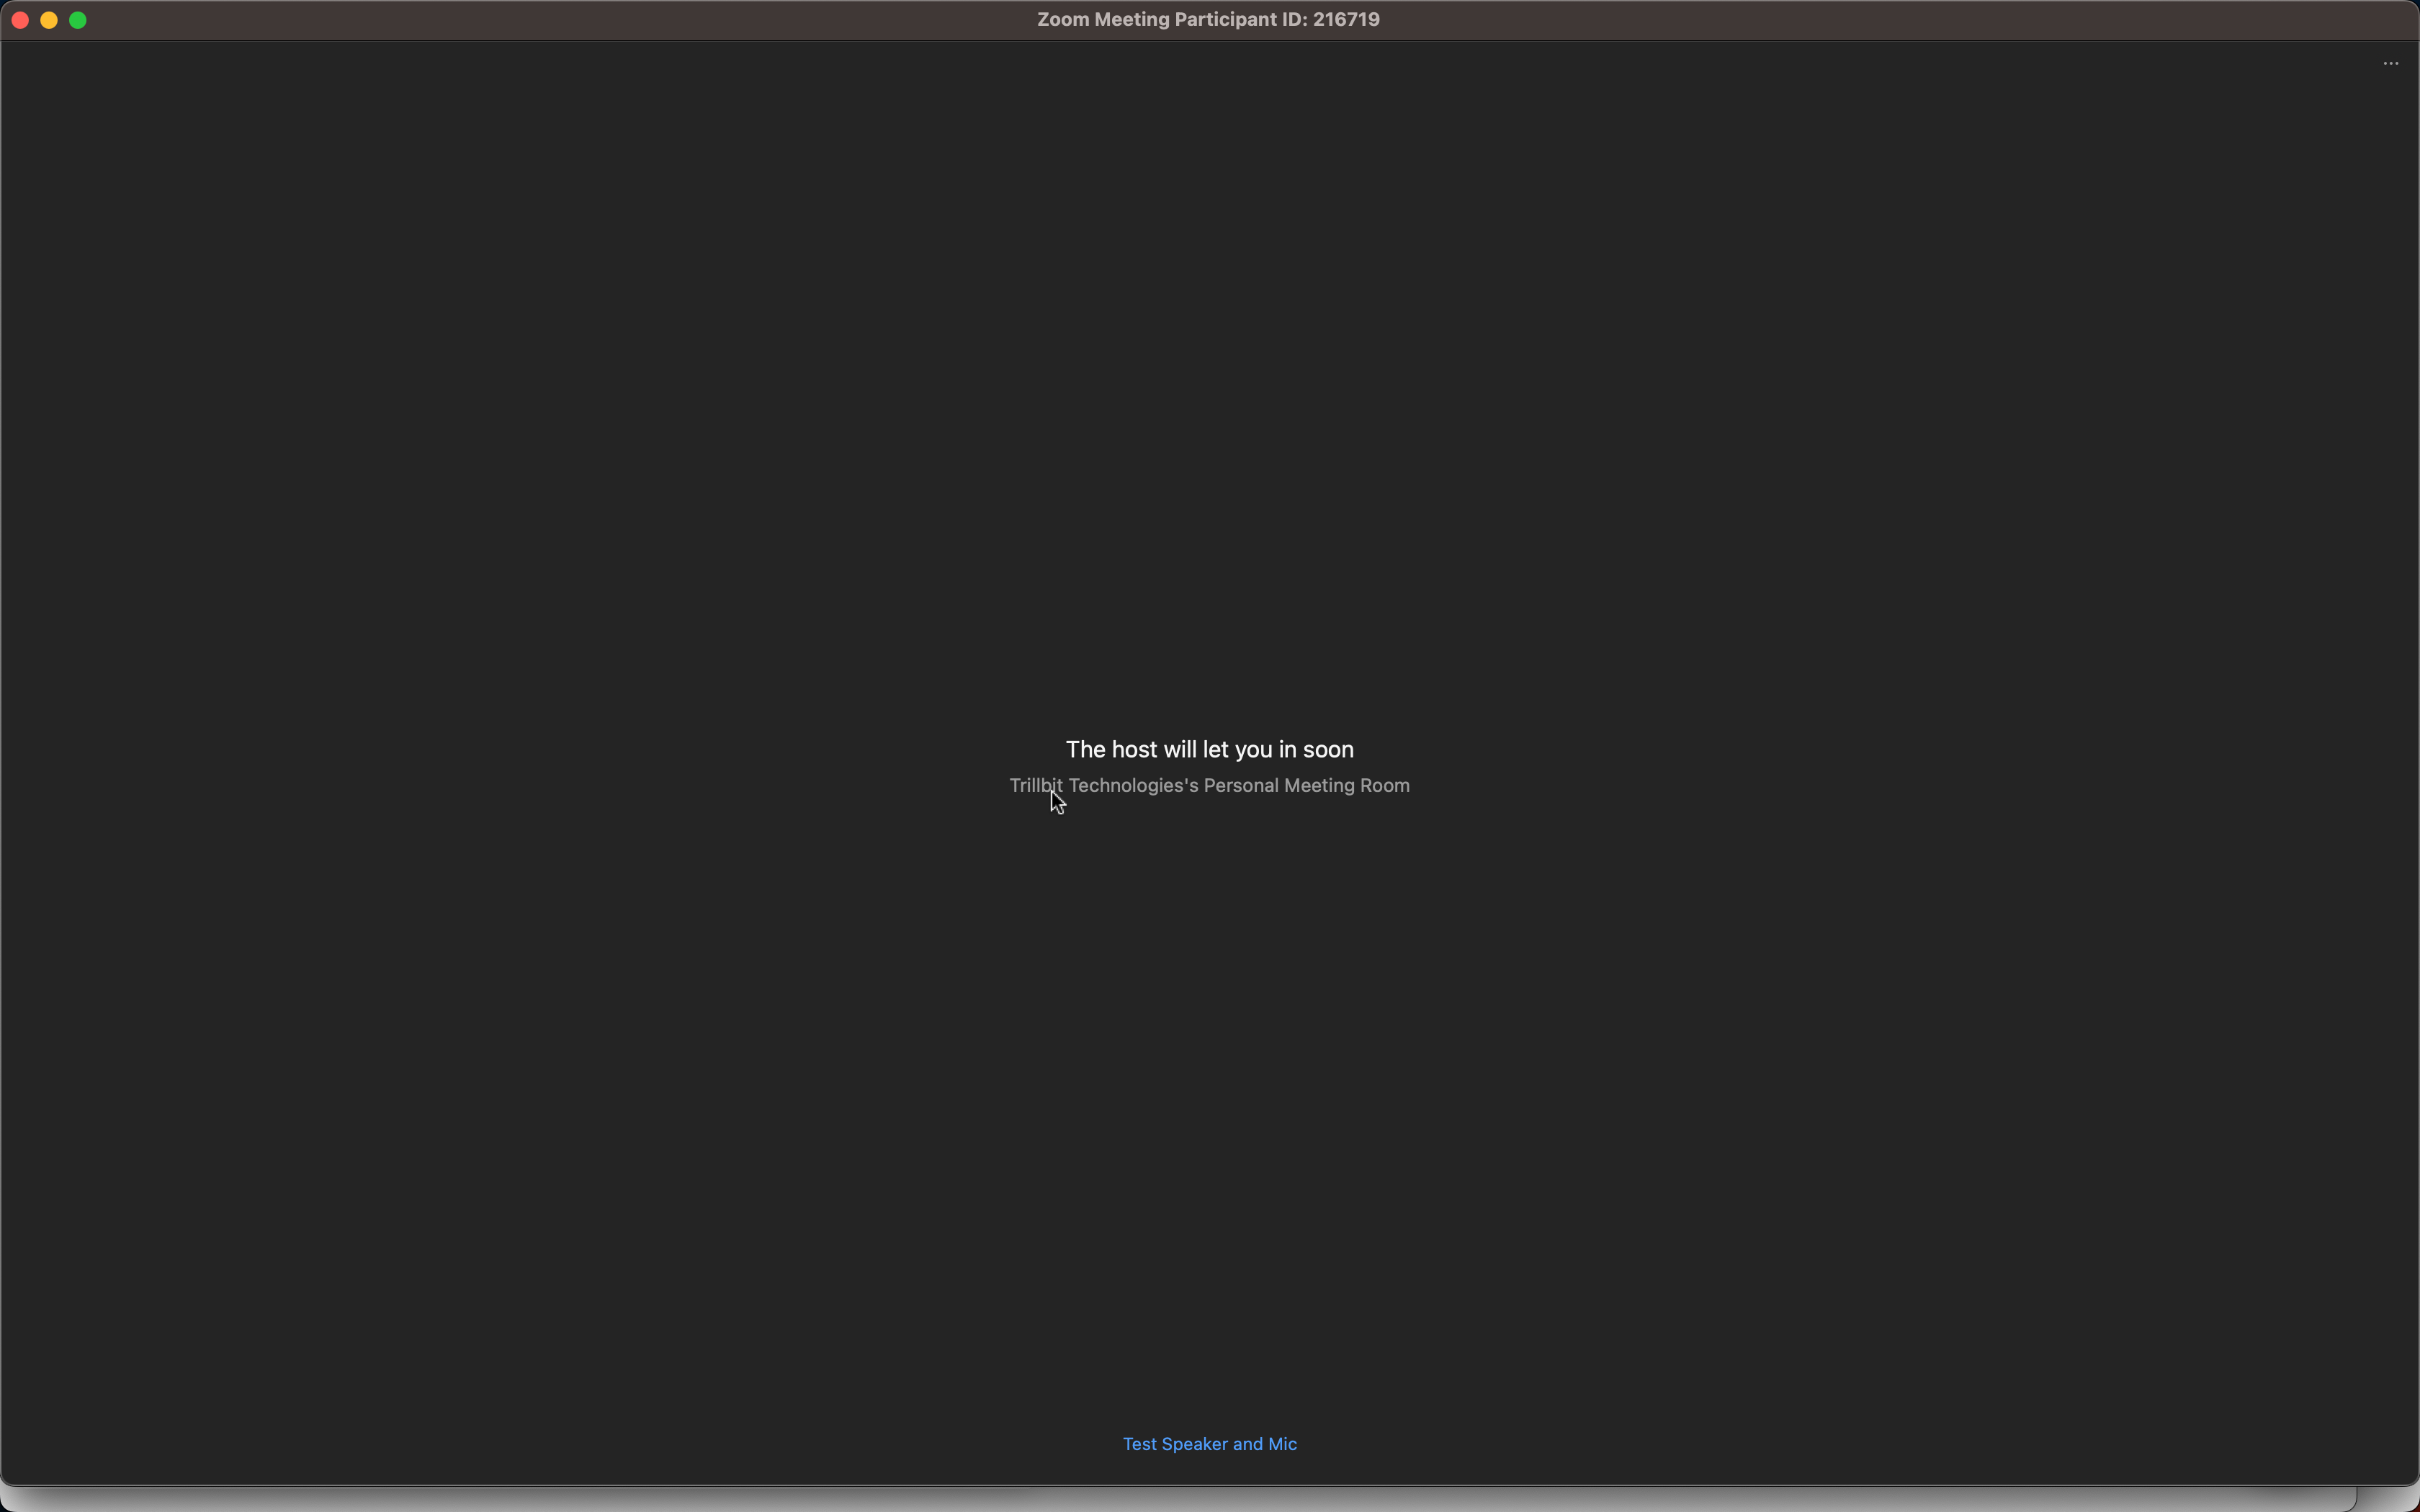 Zoom Meeting Participant ID: 216719
The host will let you in soon
Trillbit Technologies's Personal Meeting Room
Test Speaker and Mic